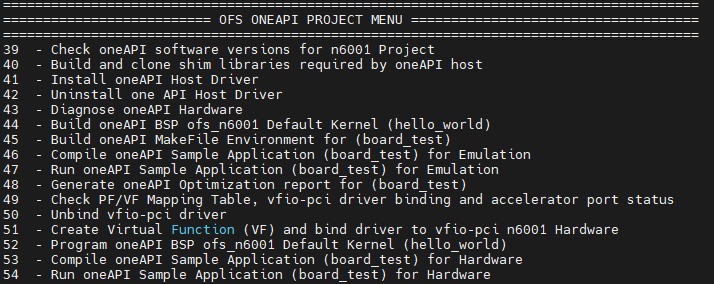 =========================================================================================
========================== OFS ONEAPI PROJECT MENU ======================================
=========================================================================================
39  - Check oneAPI software versions for n6001 Project
40  - Build and clone shim libraries required by oneAPI host
41  - Install oneAPI Host Driver
42  - Uninstall one API Host Driver
43  - Diagnose oneAPI Hardware
44  - Build oneAPI BSP ofs_n6001 Default Kernel (hello_world)
45  - Build oneAPI MakeFile Environment for (board_test)
46  - Compile oneAPI Sample Application (board_test) for Emulation
47  - Run oneAPI Sample Application (board_test) for Emulation
48  - Generate oneAPI Optimization report for (board_test)
49  - Check PF/VF Mapping Table, vfio-pci driver binding and accelerator port status
50  - Unbind vfio-pci driver
51  - Create Virtual Function (VF) and bind driver to vfio-pci n6001 Hardware
52  - Program oneAPI BSP ofs_n6001 Default Kernel (hello_world)
53  - Compile oneAPI Sample Application (board_test) for Hardware
54  - Run oneAPI Sample Application (board_test) for Hardware